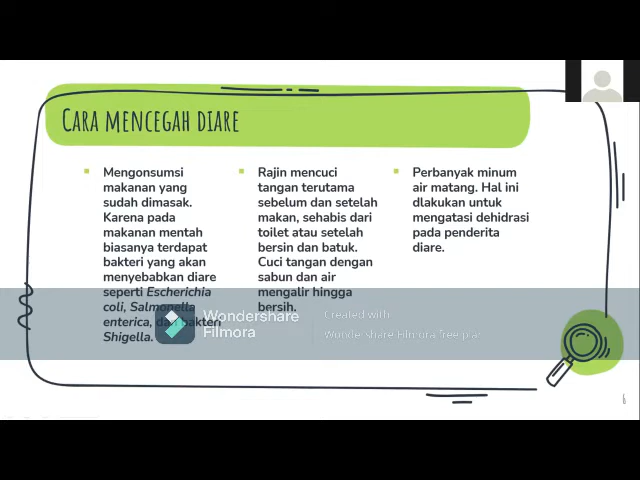 CARA MENCEGAH DIARE
Mengonsumsi
makanan yang
sudah dimasak.
Karena pada
makanan mentah
biasanya terdapat
bakteri yang akan
menyebabkan diare
seperti Escherichia
coli, Salmonella
enterica, dan bakteri
Shigella.
Rajin mencuci
tangan terutama
sebelum dan setelah
makan, sehabis dari
toilet atau setelah
bersin dan batuk.
Cuci tangan dengan
sabun dan air
mengalir hingga
bersih.
Perbanyak minum
air matang. Hal ini
dlakukan untuk
mengatasi dehidrasi
pada penderita
diare.
Wondershare
Filmora
Created with
Wondershare Filmora free plan
6